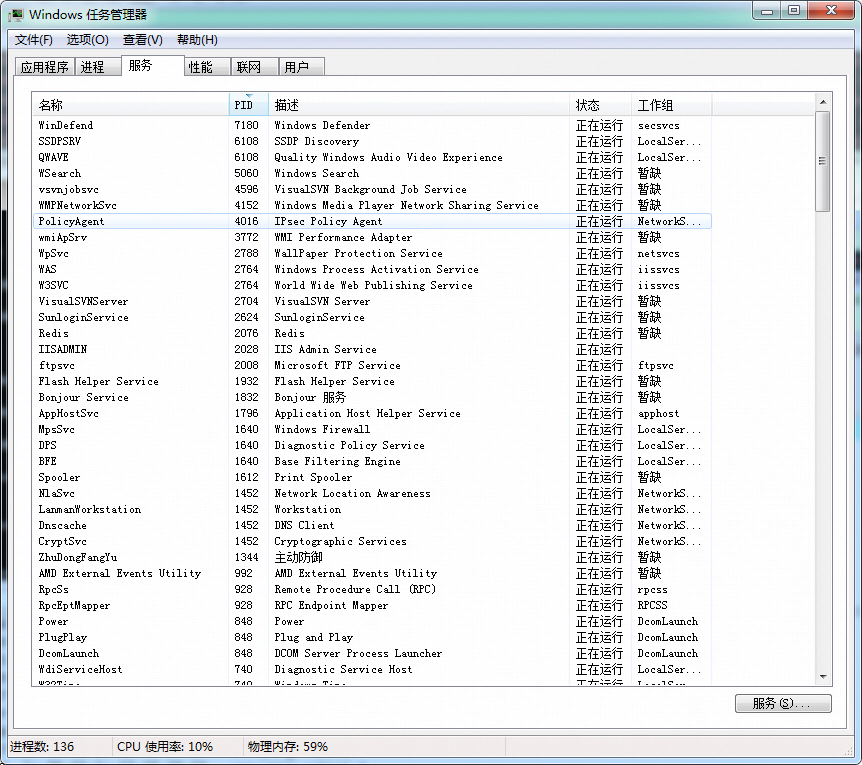 Windows 任务管理器
文件(F) 选项(O) 查看(V) 帮助(H)
应用程序 进程 服务 性能 联网 用户
名称 PID 描述 状态 工作组
WinDefend 7180 Windows Defender 正在运行 secsvcs
SSDPSRV 6108 SSDP Discovery 正在运行 LocalSer...
QWAVE 6108 Quality Windows Audio Video Experience 正在运行 LocalSer...
WSearch 5060 Windows Search 正在运行 暂缺
vsvnjobsvc 4596 VisualSVN Background Job Service 正在运行 暂缺
WMPNetworkSvc 4152 Windows Media Player Network Sharing Service 正在运行 暂缺
PolicyAgent 4016 IPsec Policy Agent 正在运行 NetworkS...
wmiApSrv 3772 WMI Performance Adapter 正在运行 暂缺
WpSvc 2788 WallPaper Protection Service 正在运行 netsvcs
WAS 2764 Windows Process Activation Service 正在运行 iissvcs
W3SVC 2764 World Wide Web Publishing Service 正在运行 iissvcs
VisualSVNServer 2704 VisualSVN Server 正在运行 暂缺
SunloginService 2624 SunloginService 正在运行 暂缺
Redis 2076 Redis 正在运行 暂缺
IISADMIN 2028 IIS Admin Service 正在运行
ftpsvc 2008 Microsoft FTP Service 正在运行 ftpsvc
Flash Helper Service 1932 Flash Helper Service 正在运行 暂缺
Bonjour Service 1832 Bonjour 服务 正在运行 暂缺
AppHostSvc 1796 Application Host Helper Service 正在运行 apphost
MpsSvc 1640 Windows Firewall 正在运行 LocalSer...
DPS 1640 Diagnostic Policy Service 正在运行 LocalSer...
BFE 1640 Base Filtering Engine 正在运行 LocalSer...
Spooler 1612 Print Spooler 正在运行 暂缺
NlaSvc 1452 Network Location Awareness 正在运行 NetworkS...
LanmanWorkstation 1452 Workstation 正在运行 NetworkS...
Dnscache 1452 DNS Client 正在运行 NetworkS...
CryptSvc 1452 Cryptographic Services 正在运行 NetworkS...
ZhuDongFangYu 1344 主动防御 正在运行 暂缺
AMD External Events Utility 992 AMD External Events Utility 正在运行 暂缺
RpcSs 928 Remote Procedure Call (RPC) 正在运行 rpcss
RpcEptMapper 928 RPC Endpoint Mapper 正在运行 RPCSS
Power 848 Power 正在运行 DcomLaunch
PlugPlay 848 Plug and Play 正在运行 DcomLaunch
DcomLaunch 848 DCOM Server Process Launcher 正在运行 DcomLaunch
WdiServiceHost 740 Diagnostic Service Host 正在运行 LocalSer...
W32Time 740 Windows Time 正在运行 LocalSer...
服务(S)...
进程数: 136 CPU 使用率: 10% 物理内存: 59%